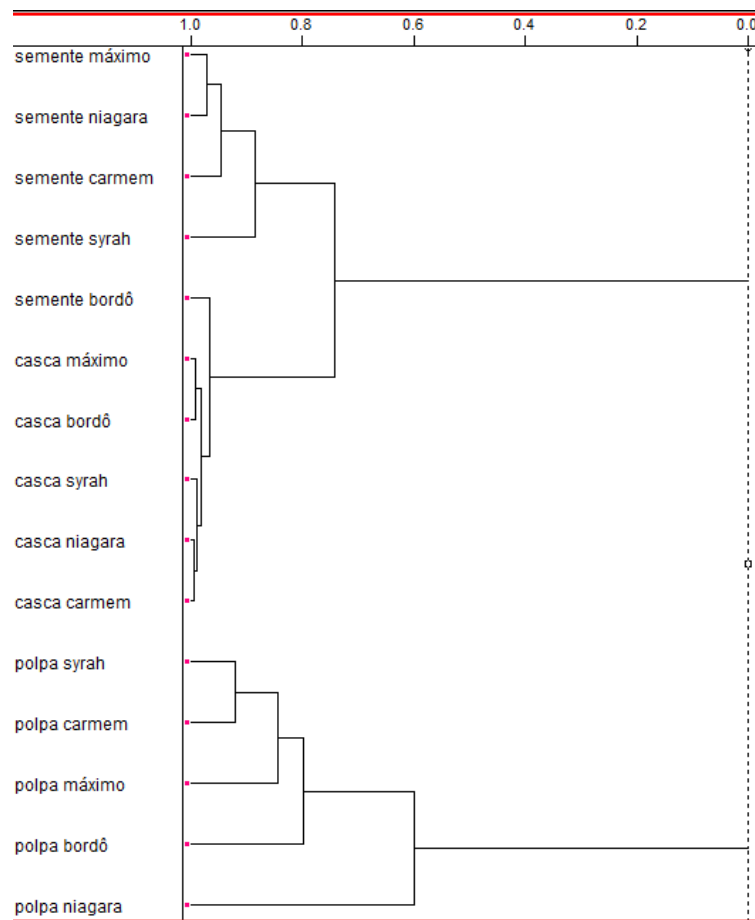 1.0 0.8 0.6 0.4 0.2 0.0
semente máximo
semente niagara
semente carmem
semente syrah
semente bordô
casca máximo
casca bordô
casca syrah
casca niagara
casca carmem
polpa syrah
polpa carmem
polpa máximo
polpa bordô
polpa niagara